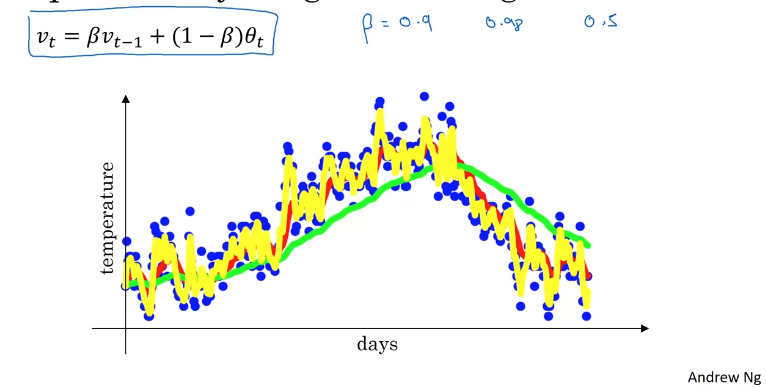 v_t = βv_{t−1} + (1 − β)θ_t
β = 0.9 0.98 0.5
temperature
days
Andrew Ng